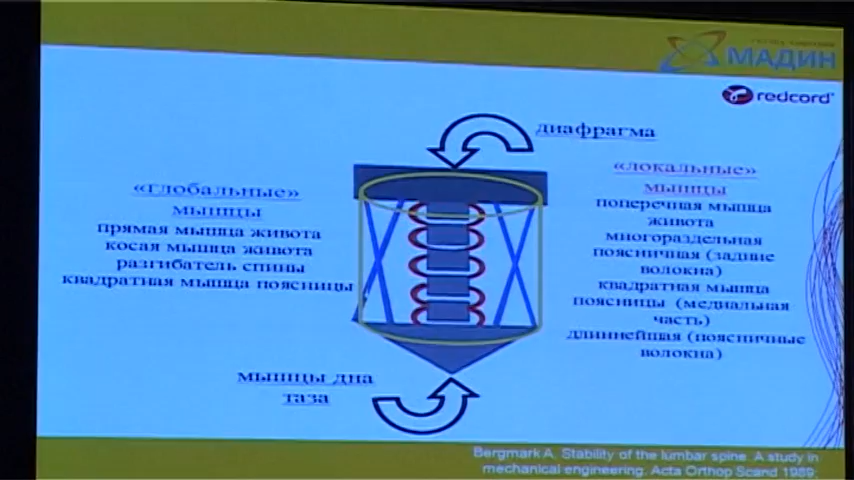 МАДИН
redcord
диафрагма
«глобальные»
мышцы
прямая мышца живота
косая мышца живота
разгибатель спины
квадратная мышца поясницы
«локальные»
мышцы
поперечная мышца
живота
многораздельная
поясничная (задние
волокна)
квадратная мышца
поясницы (медиальная
часть)
длиннейшая (поясничные
волокна)
мышцы дна
таза
Bergmark A. Stability of the lumbar spine. A study in
mechanical engineering. Acta Orthop Scand 1989;